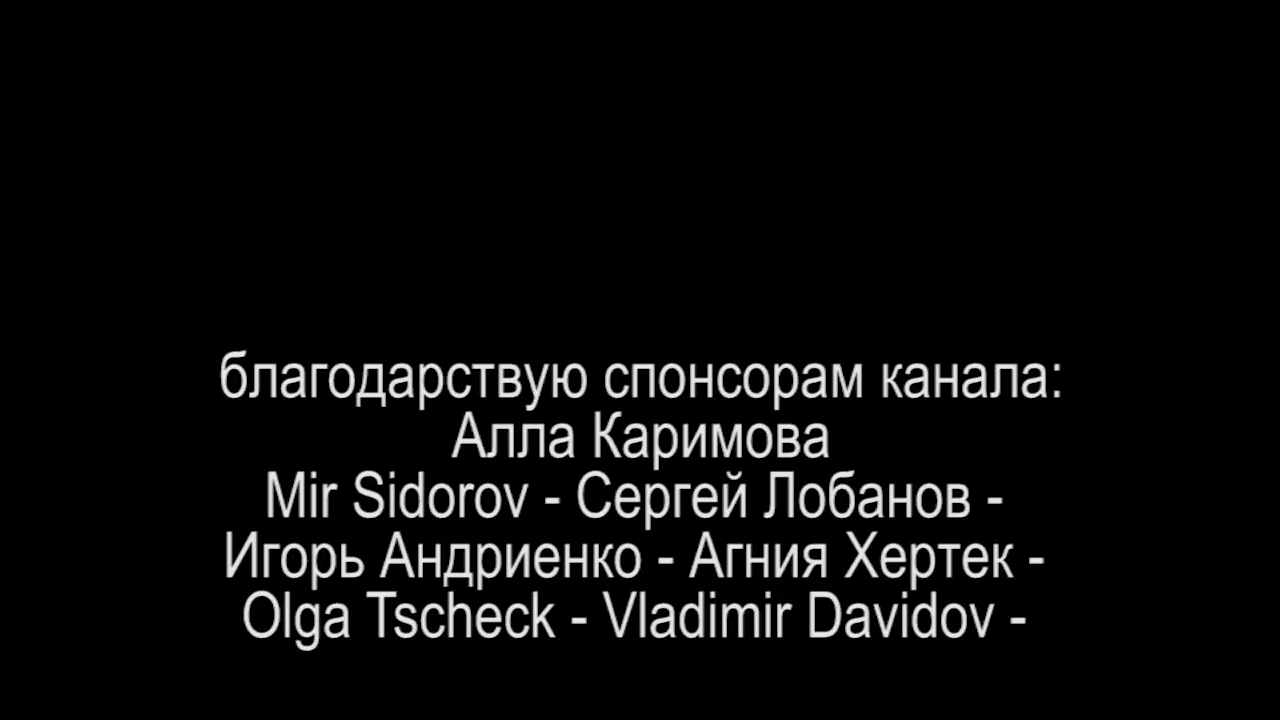 благодарствую спонсорам канала:
Алла Каримова
Mir Sidorov - Сергей Лобанов -
Игорь Андриенко - Агния Хертек -
Olga Tscheck - Vladimir Davidov -